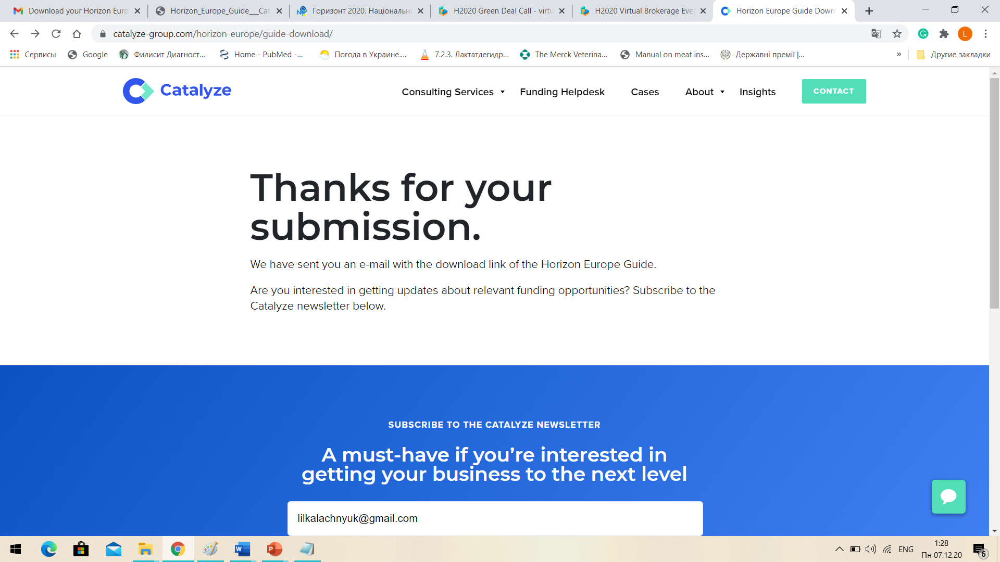 Download your Horizon Euro
Horizon_Europe_Guide___Cat
Горизонт 2020. Національн
H2020 Green Deal Call - virtu
H2020 Virtual Brokerage Eve
Horizon Europe Guide Down
catalyze-group.com/horizon-europe/guide-download/
L
Сервисы
Google
Филисит Диагност...
Home - PubMed -...
Погода в Украине....
7.2.3. Лактатдегидр...
The Merck Veterina...
Manual on meat ins...
Державні премії |...
»
Другие закладки
Catalyze
Consulting Services
Funding Helpdesk
Cases
About
Insights
CONTACT
Thanks for your
submission.
We have sent you an e-mail with the download link of the Horizon Europe Guide.
Are you interested in getting updates about relevant funding opportunities? Subscribe to the
Catalyze newsletter below.
SUBSCRIBE TO THE CATALYZE NEWSLETTER
A must-have if you’re interested in
getting your business to the next level
lilkalachnyuk@gmail.com
ENG
1:28
Пн 07.12.20
6